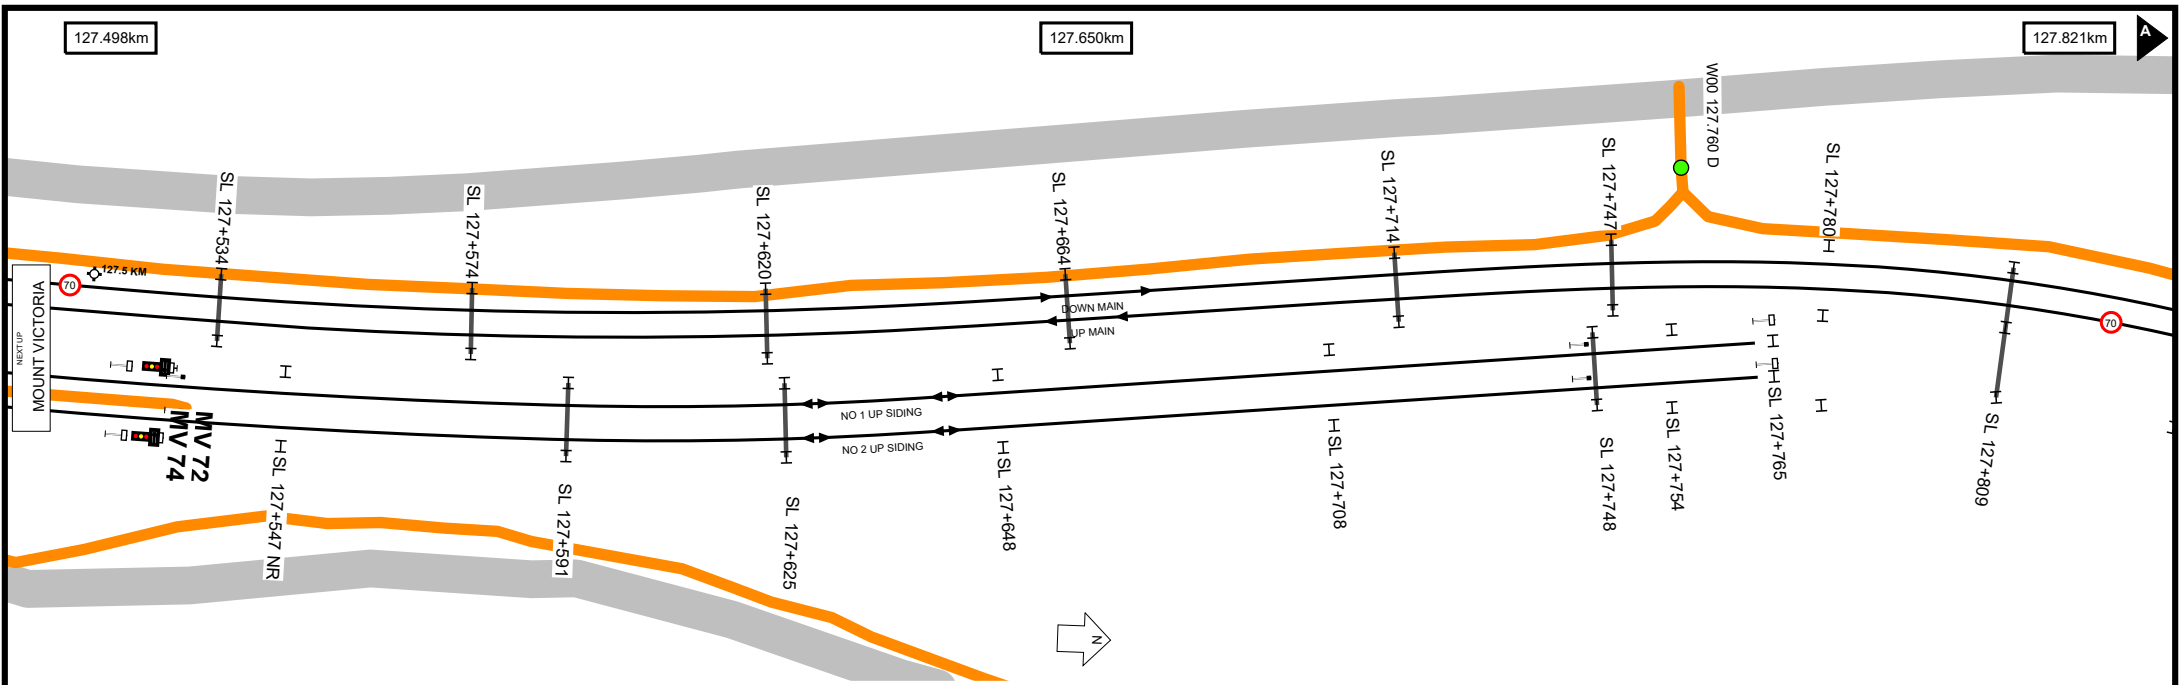 127.498km
127.650km
127.821km
A
W00 127.760 D
SL 127+534
SL 127+574
SL 127+620
SL 127+664
SL 127+714
SL 127+747
SL 127+780
127.5 KM
70
NEXT UP
MOUNT VICTORIA
DOWN MAIN
UP MAIN
70
MV 72
MV 74
NO 1 UP SIDING
NO 2 UP SIDING
SL 127+547 NR
SL 127+591
SL 127+625
SL 127+648
SL 127+708
SL 127+748
SL 127+754
SL 127+765
SL 127+809
N